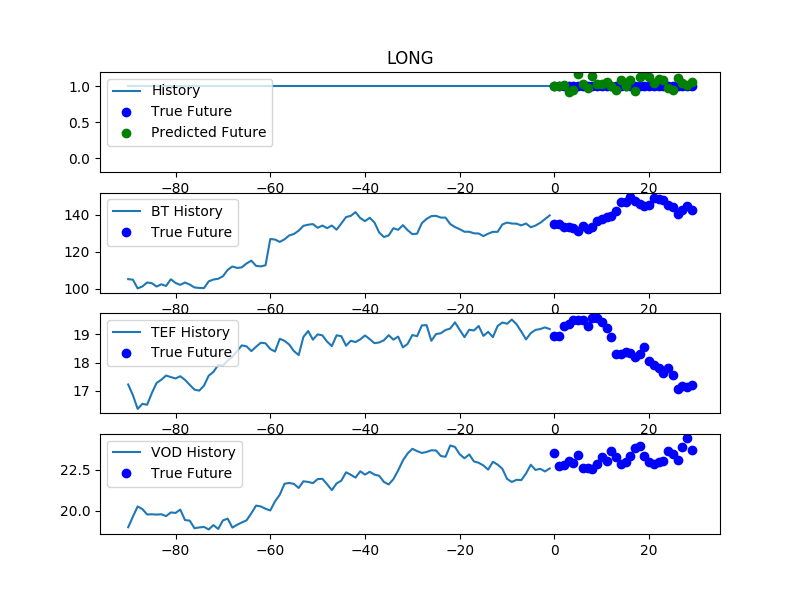 LONG
1.0
0.5
0.0
History
True Future
Predicted Future
−80 −60 −40 −20 0 20
140
120
100
BT History
True Future
−80 −60 −40 −20 0 20
19
18
17
TEF History
True Future
−80 −60 −40 −20 0 20
22.5
20.0
VOD History
True Future
−80 −60 −40 −20 0 20